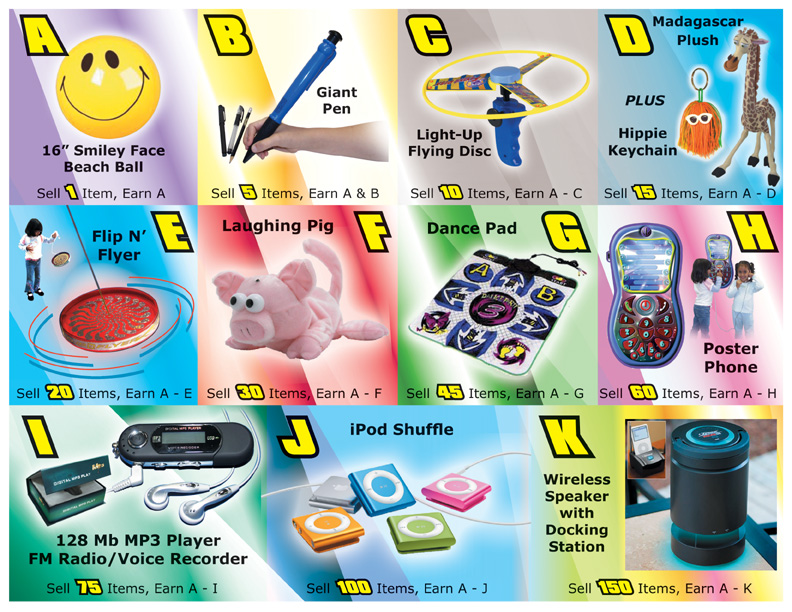 A
16” Smiley Face
Beach Ball
Sell 1 Item, Earn A
B
Giant
Pen
Sell 5 Items, Earn A & B
C
Light-Up
Flying Disc
Sell 10 Items, Earn A - C
D
Madagascar
Plush
PLUS
Hippie
Keychain
Sell 15 Items, Earn A - D
E
Flip N’
Flyer
Sell 20 Items, Earn A - E
F
Laughing Pig
Sell 30 Items, Earn A - F
G
Dance Pad
A
B
Sell 45 Items, Earn A - G
H
Poster
Phone
Sell 60 Items, Earn A - H
I
DIGITAL MP3 PLAYER
DIGITAL MP3 PLAY
128 Mb MP3 Player
FM Radio/Voice Recorder
Sell 75 Items, Earn A - I
J
iPod Shuffle
Sell 100 Items, Earn A - J
K
Wireless
Speaker
with
Docking
Station
Sell 150 Items, Earn A - K